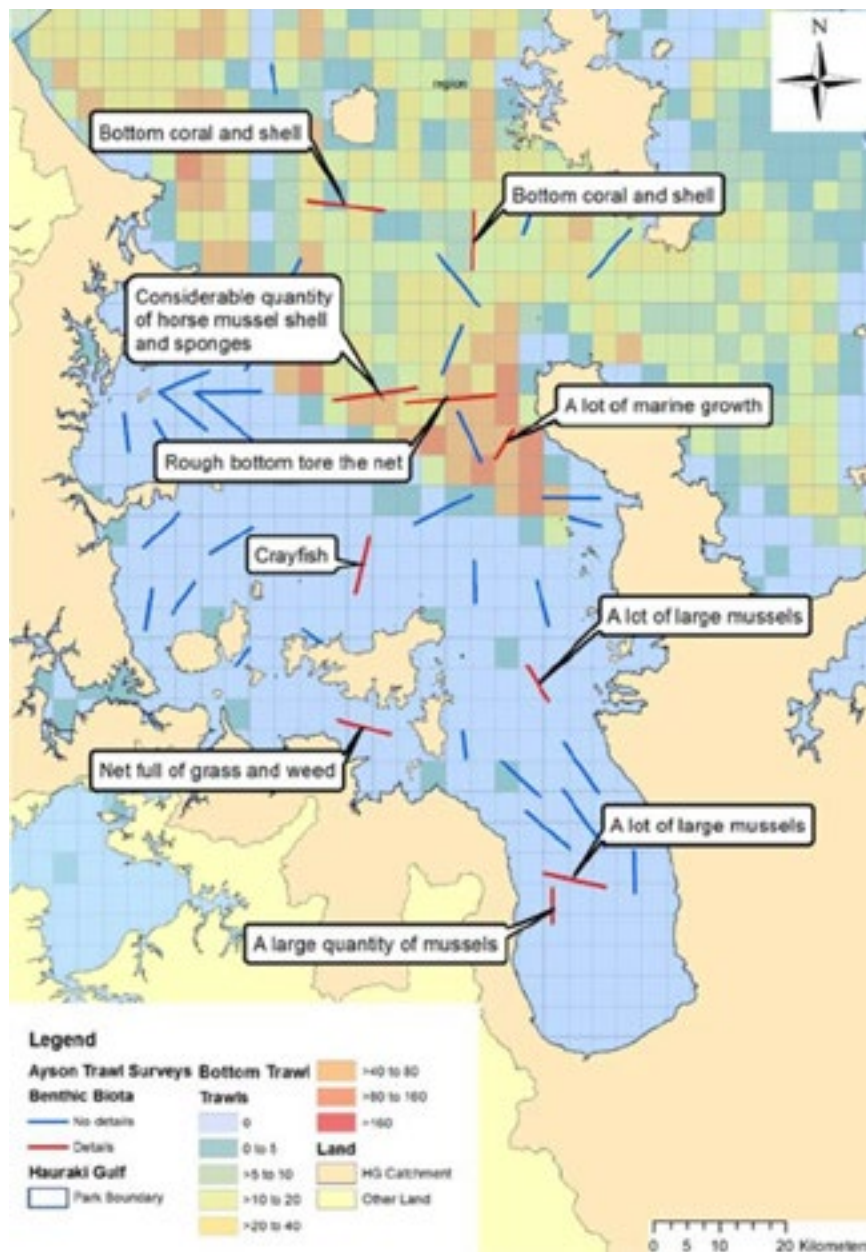 N
region
Bottom coral and shell
Bottom coral and shell
Considerable quantity
of horse mussel shell
and sponges
A lot of marine growth
Rough bottom tore the net
Crayfish
A lot of large mussels
Net full of grass and weed
A lot of large mussels
A large quantity of mussels
Legend
Ayson Trawl Surveys
Benthic Biota
No details
Details
Hauraki Gulf
Park Boundary
Bottom Trawl
Trawls
0
0 to 5
>5 to 10
>10 to 20
>20 to 40
>40 to 80
>80 to 160
>160
Land
HG Catchment
Other Land
0 5 10 20 Kilometers